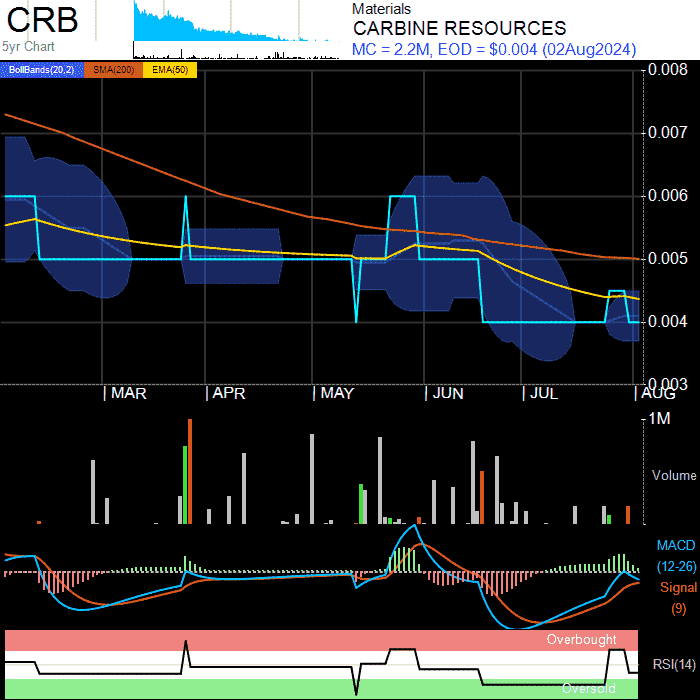 CRB
5yr Chart
Materials
CARBINE RESOURCES
MC = 2.2M, EOD = $0.004 (02Aug2024)
BollBands(20,2) SMA(200) EMA(50)
0.008
0.007
0.006
0.005
0.004
0.003
MAR APR MAY JUN JUL AUG
1M
Volume
MACD
(12-26)
Signal
(9)
Overbought
RSI(14)
Oversold